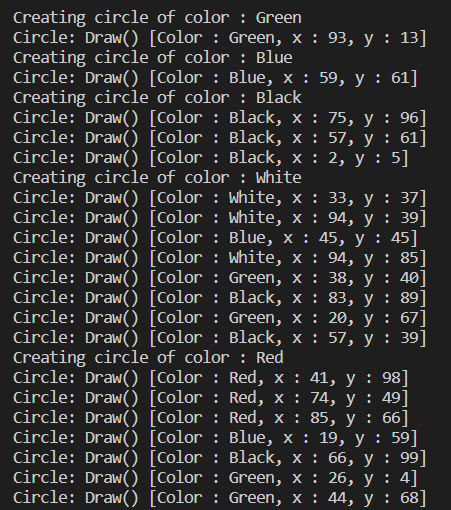 Creating circle of color : Green
Circle: Draw() [Color : Green, x : 93, y : 13]
Creating circle of color : Blue
Circle: Draw() [Color : Blue, x : 59, y : 61]
Creating circle of color : Black
Circle: Draw() [Color : Black, x : 75, y : 96]
Circle: Draw() [Color : Black, x : 57, y : 61]
Circle: Draw() [Color : Black, x : 2, y : 5]
Creating circle of color : White
Circle: Draw() [Color : White, x : 33, y : 37]
Circle: Draw() [Color : White, x : 94, y : 39]
Circle: Draw() [Color : Blue, x : 45, y : 45]
Circle: Draw() [Color : White, x : 94, y : 85]
Circle: Draw() [Color : Green, x : 38, y : 40]
Circle: Draw() [Color : Black, x : 83, y : 89]
Circle: Draw() [Color : Green, x : 20, y : 67]
Circle: Draw() [Color : Black, x : 57, y : 39]
Creating circle of color : Red
Circle: Draw() [Color : Red, x : 41, y : 98]
Circle: Draw() [Color : Red, x : 74, y : 49]
Circle: Draw() [Color : Red, x : 85, y : 66]
Circle: Draw() [Color : Blue, x : 19, y : 59]
Circle: Draw() [Color : Black, x : 66, y : 99]
Circle: Draw() [Color : Green, x : 26, y : 4]
Circle: Draw() [Color : Green, x : 44, y : 68]